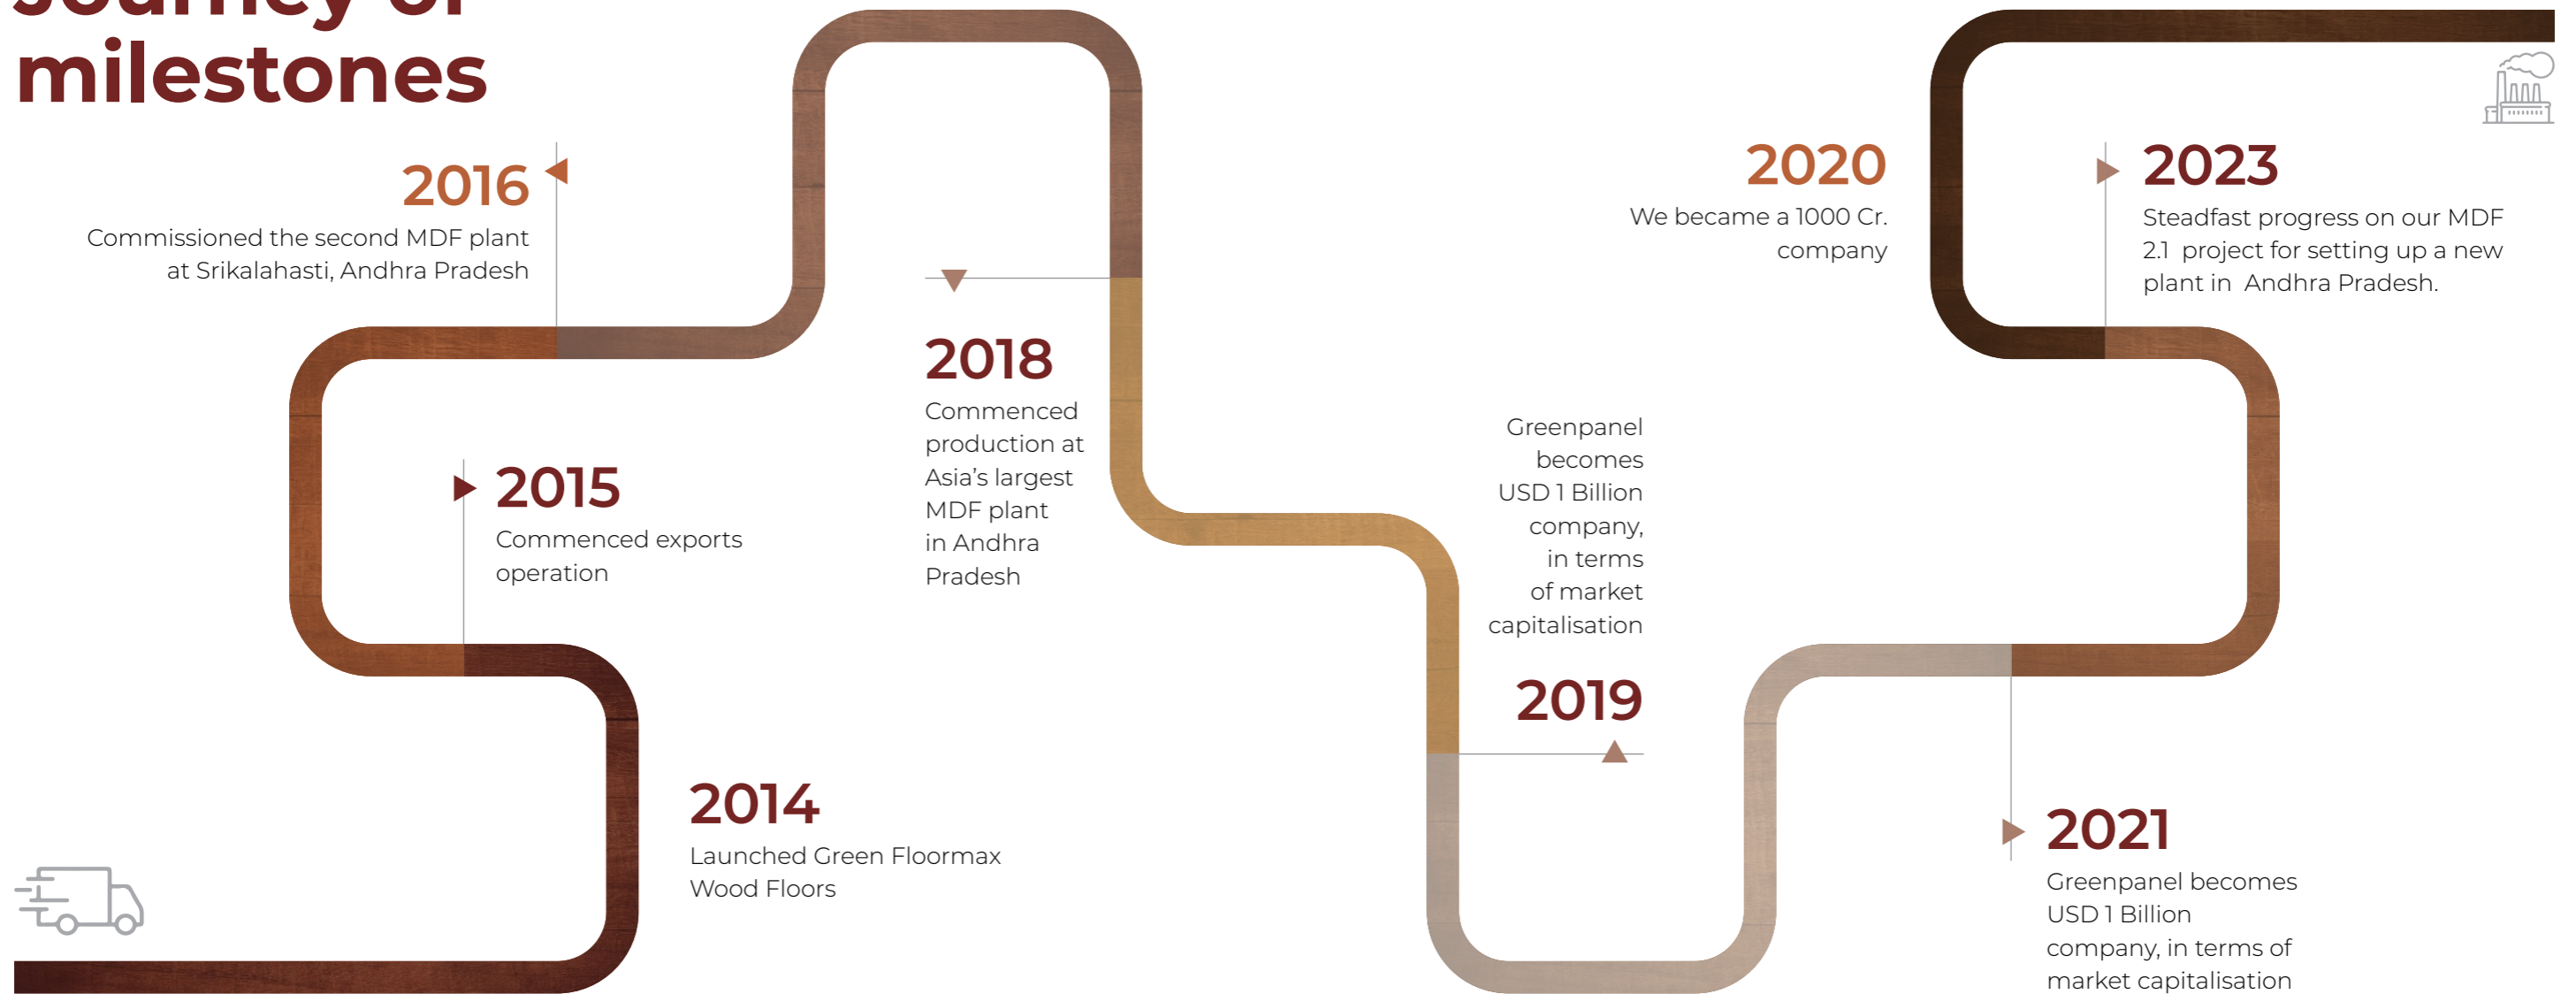 Journey of
milestones
2016
Commissioned the second MDF plant
at Srikalahasti, Andhra Pradesh
2015
Commenced exports
operation
2014
Launched Green Floormax
Wood Floors
2018
Commenced
production at
Asia's largest
MDF plant
in Andhra
Pradesh
Greenpanel
becomes
USD 1 Billion
company,
in terms
of market
capitalisation
2019
2020
We became a 1000 Cr.
company
2023
Steadfast progress on our MDF
2.1 project for setting up a new
plant in Andhra Pradesh.
2021
Greenpanel becomes
USD 1 Billion
company, in terms of
market capitalisation